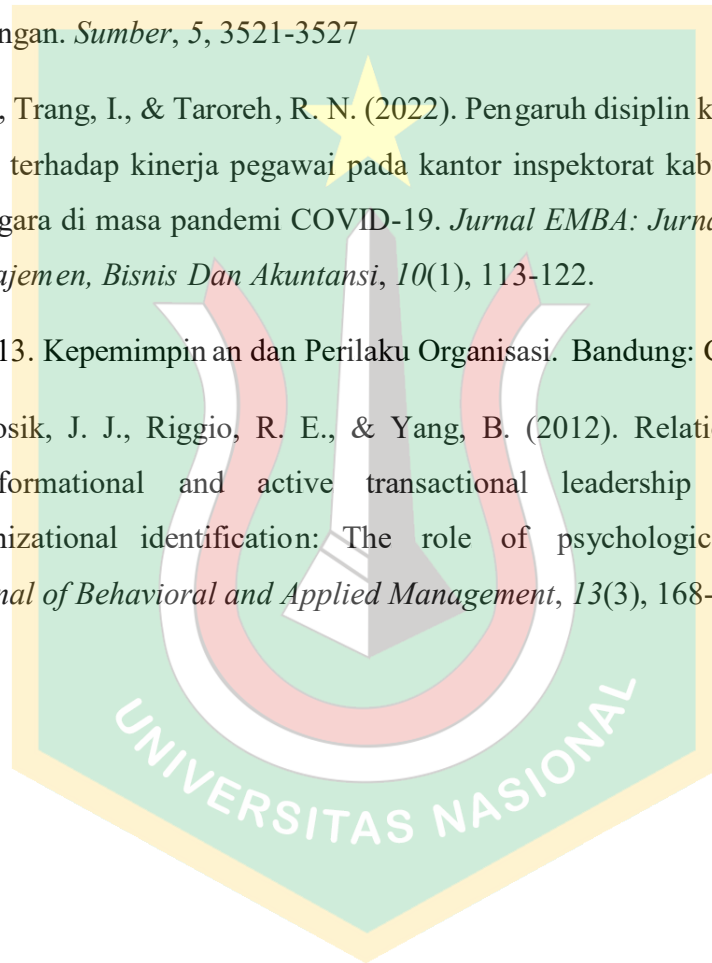 ngan. Sumber, 5, 3521-3527
, Trang, I., & Taroreh, R. N. (2022). Pengaruh disiplin k
terhadap kinerja pegawai pada kantor inspektorat kab
gara di masa pandemi COVID-19. Jurnal EMBA: Jurna
ajemen, Bisnis Dan Akuntansi, 10(1), 113-122.
13. Kepemimpinan dan Perilaku Organisasi. Bandung: C
osik, J. J., Riggio, R. E., & Yang, B. (2012). Relati
formational and active transactional leadership
nizational identification: The role of psychologic
nal of Behavioral and Applied Management, 13(3), 168-
UNIVERSITAS NASIONAL